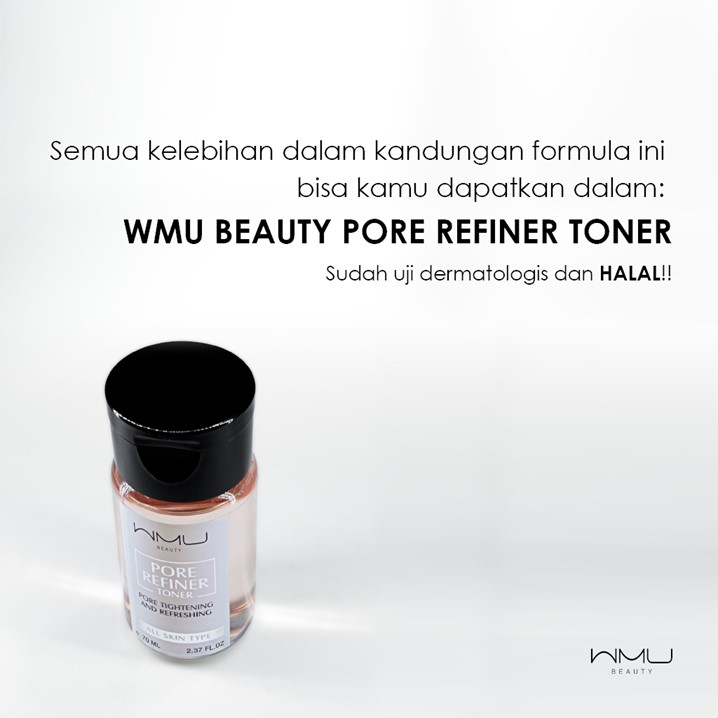 Semua kelebihan dalam kandungan formula ini
bisa kamu dapatkan dalam:
WMU BEAUTY PORE REFINER TONER
Sudah uji dermatologis dan HALAL!!
WMU
BEAUTY
PORE
REFINER
TONER
PORE TIGHTENING
AND REFRESHING
ALL SKIN TYPE
70 ML 2,37 FL.OZ
WMU
BEAUTY